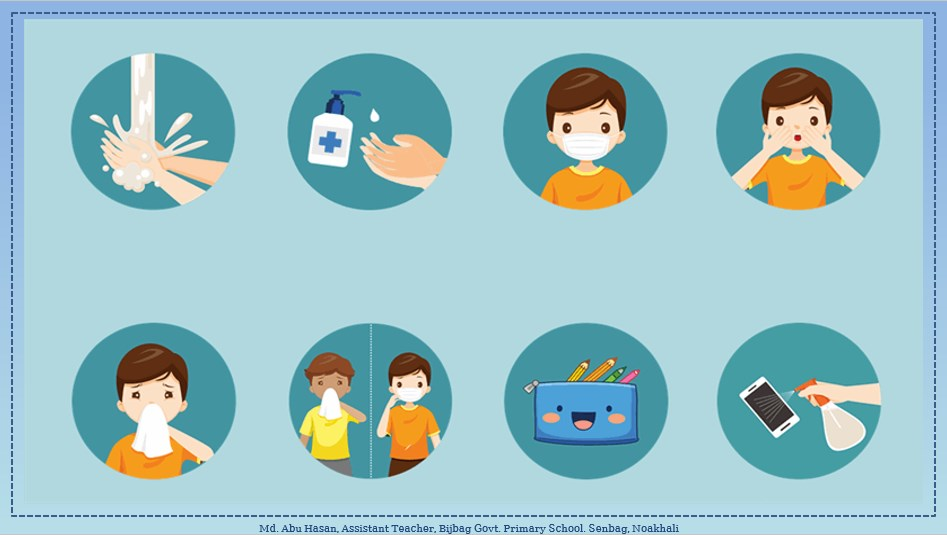 Md. Abu Hasan, Assistant Teacher, Bijbag Govt. Primary School. Senbag, Noakhali